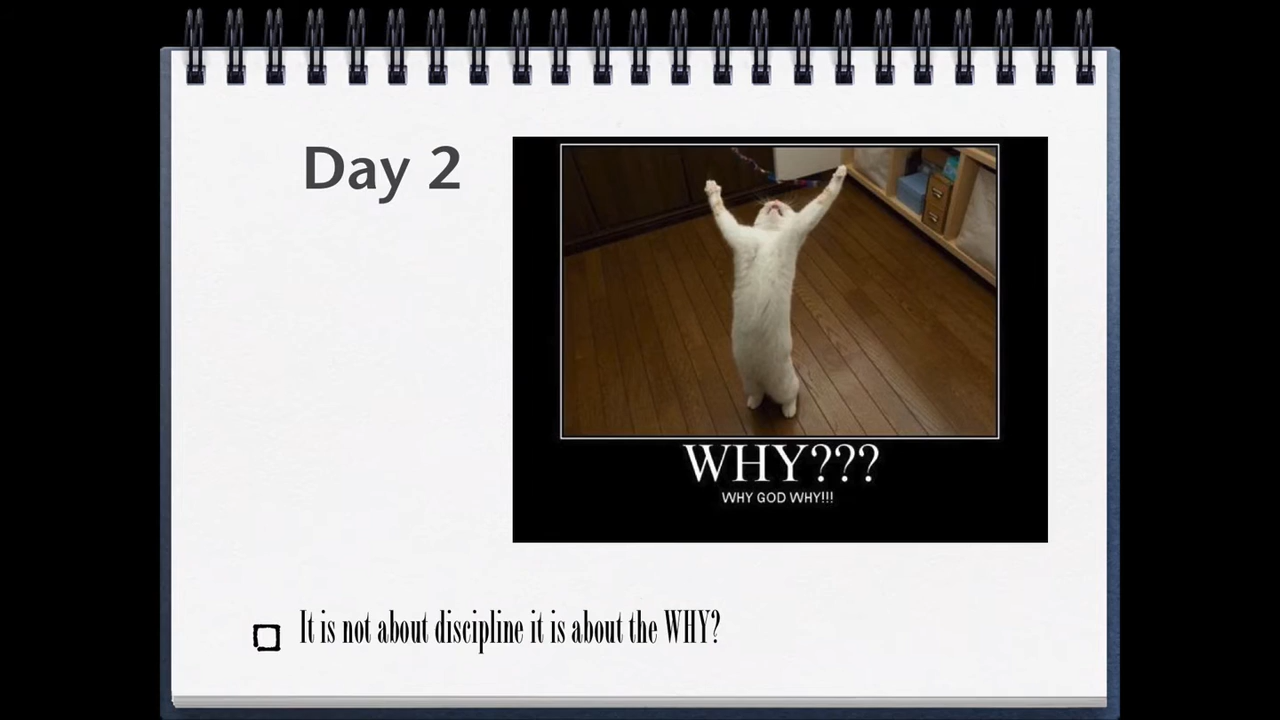 Day 2
WHY???
WHY GOD WHY!!!
It is not about discipline it is about the WHY?